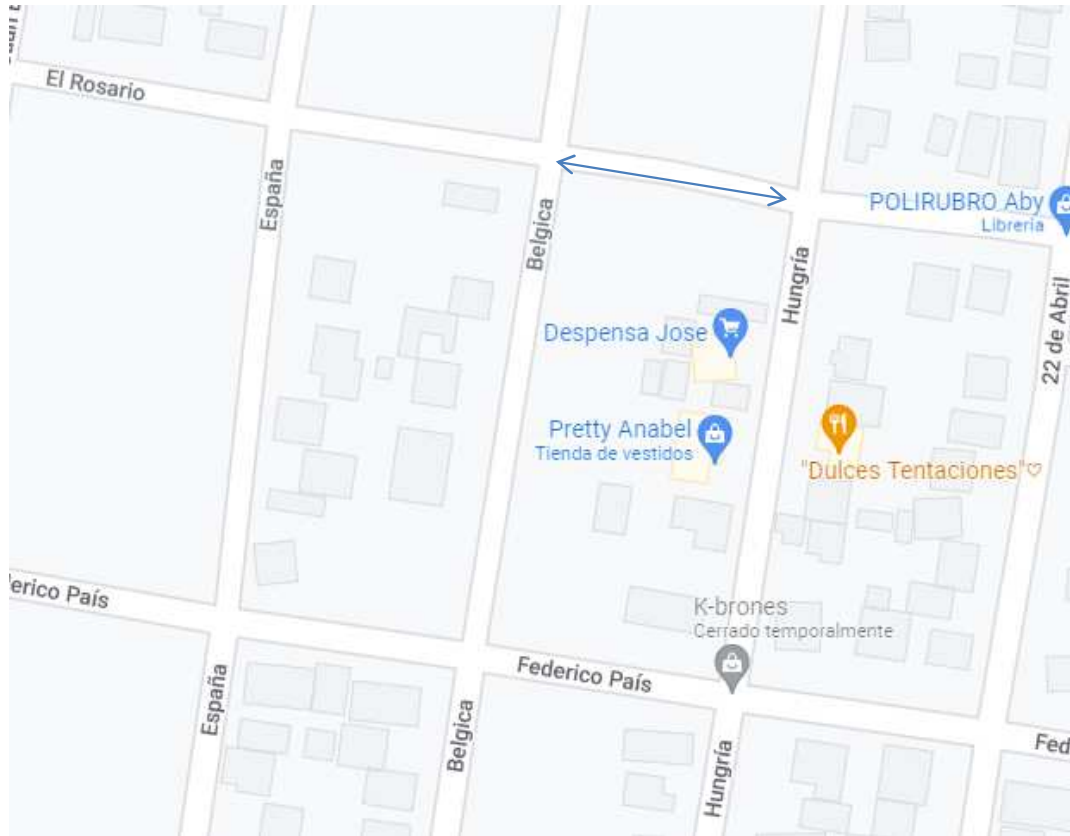 El Rosario
España
Belgica
POLIRUBRO Aby
Librería
Hungría
22 de Abril
Despensa Jose
Pretty Anabel
Tienda de vestidos
"Dulces Tentaciones"♡
erico País
K-brones
Cerrado temporalmente
Federico País
España
Belgica
Hungría
Fed